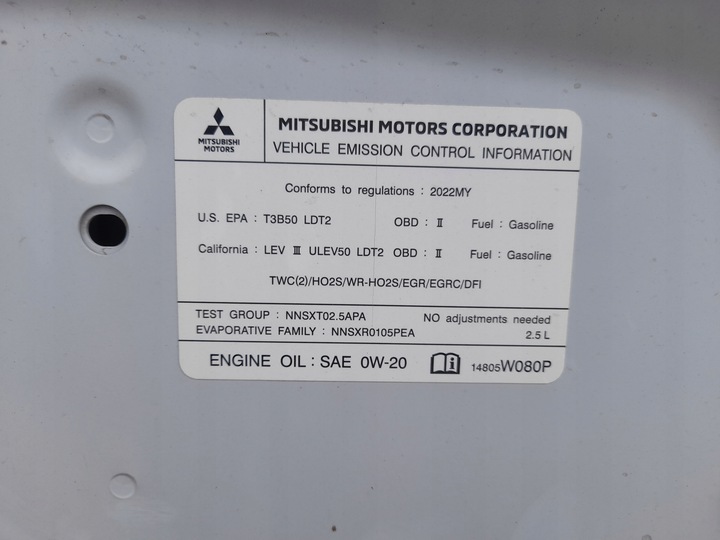 MITSUBISHI MOTORS
MITSUBISHI MOTORS CORPORATION
VEHICLE EMISSION CONTROL INFORMATION
Conforms to regulations : 2022MY
U.S. EPA : T3B50 LDT2 OBD : Ⅱ Fuel : Gasoline
California : LEV Ⅲ ULEV50 LDT2 OBD : Ⅱ Fuel : Gasoline
TWC(2)/HO2S/WR-HO2S/EGR/EGRC/DFI
TEST GROUP : NNSXT02.5APA NO adjustments needed
EVAPORATIVE FAMILY : NNSXR0105PEA 2.5 L
ENGINE OIL : SAE 0W-20 14805W080P